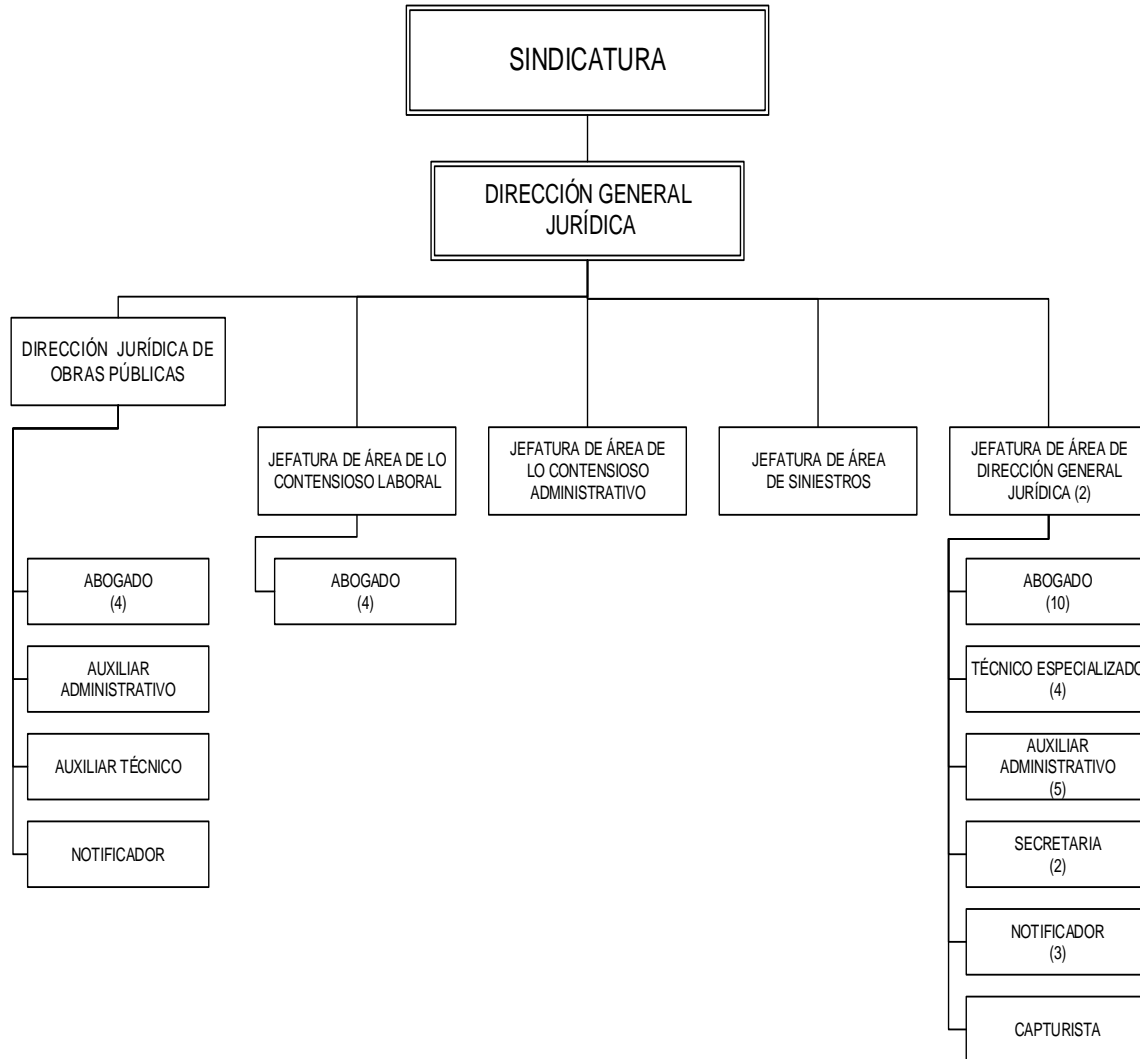 SINDICATURA
DIRECCIÓN GENERAL
JURÍDICA
DIRECCIÓN JURÍDICA DE
OBRAS PÚBLICAS
JEFATURA DE ÁREA DE LO
CONTENSIOSO LABORAL
JEFATURA DE ÁREA DE
LO CONTENSIOSO
ADMINISTRATIVO
JEFATURA DE ÁREA
DE SINIESTROS
JEFATURA DE ÁREA DE
DIRECCIÓN GENERAL
JURÍDICA (2)
ABOGADO
(4)
AUXILIAR
ADMINISTRATIVO
AUXILIAR TÉCNICO
NOTIFICADOR
ABOGADO
(4)
ABOGADO
(10)
TÉCNICO ESPECIALIZADO
(4)
AUXILIAR
ADMINISTRATIVO
(5)
SECRETARIA
(2)
NOTIFICADOR
(3)
CAPTURISTA